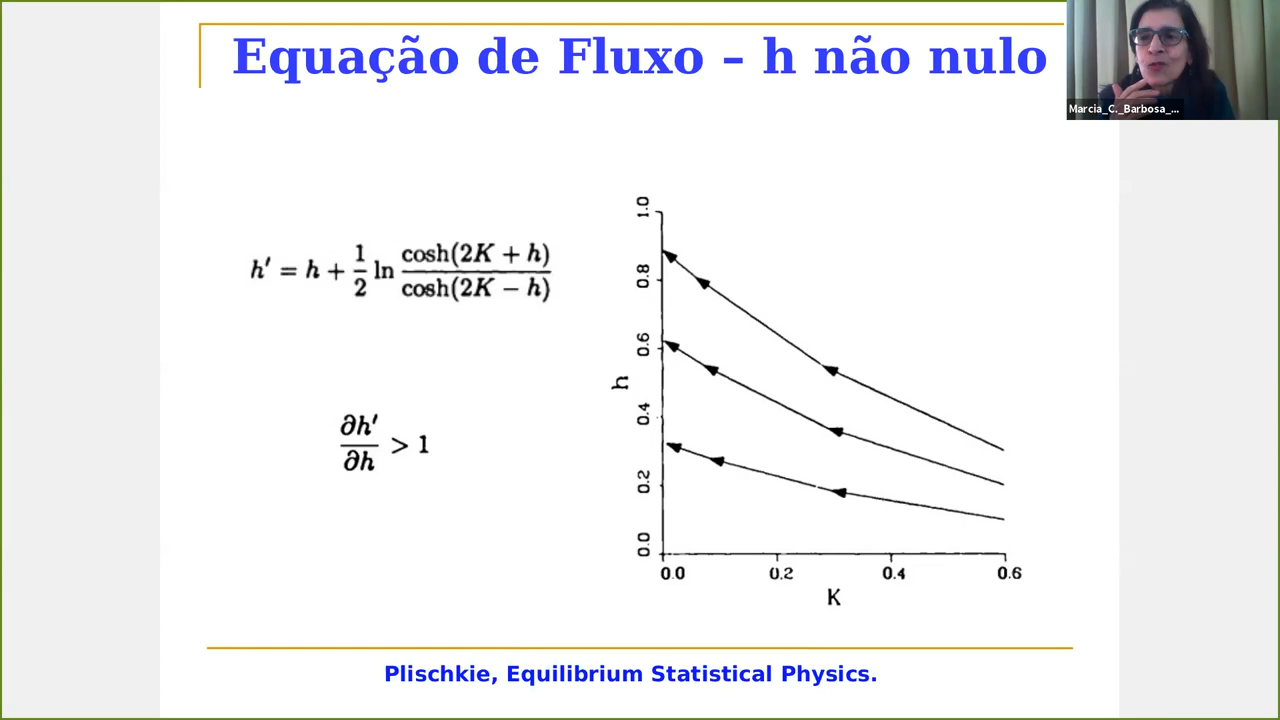 Equação de Fluxo – h não nulo
Marcia_C._Barbosa_...
h′ = h + 1/2 ln cosh(2K + h)/cosh(2K − h)
∂h′/∂h > 1
1.0
0.8
0.6
h
0.4
0.2
0.0
0.0 0.2 0.4 0.6
K
Plischkie, Equilibrium Statistical Physics.